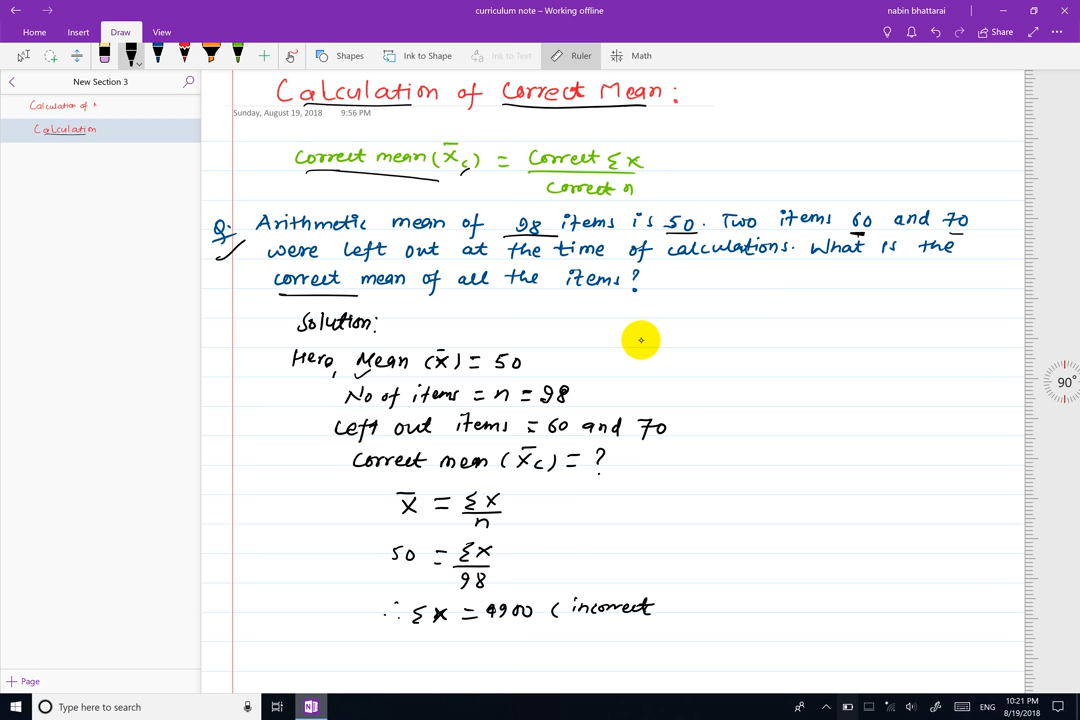 curriculum note – Working offline
nabin bhattarai
Home Insert Draw View
Share
Shapes Ink to Shape Ink to Text Ruler Math
New Section 3
Calculation of
Calculation
Calculation of Correct Mean:
Sunday, August 19, 2018 9:56 PM
Correct mean (x̄c) = Correct Σx / Correct n
Q. Arithmetic mean of 98 items is 50. Two items 60 and 70
were left out at the time of calculations. What is the
correct mean of all the items?
Solution:
Here, Mean (x̄) = 50
No of items = n = 98
Left out items = 60 and 70
Correct mean (x̄c) = ?
x̄ = Σx / n
50 = Σx / 98
∴ Σx = 4900 (incorrect
90°
Page
Type here to search
ENG
10:21 PM
8/19/2018